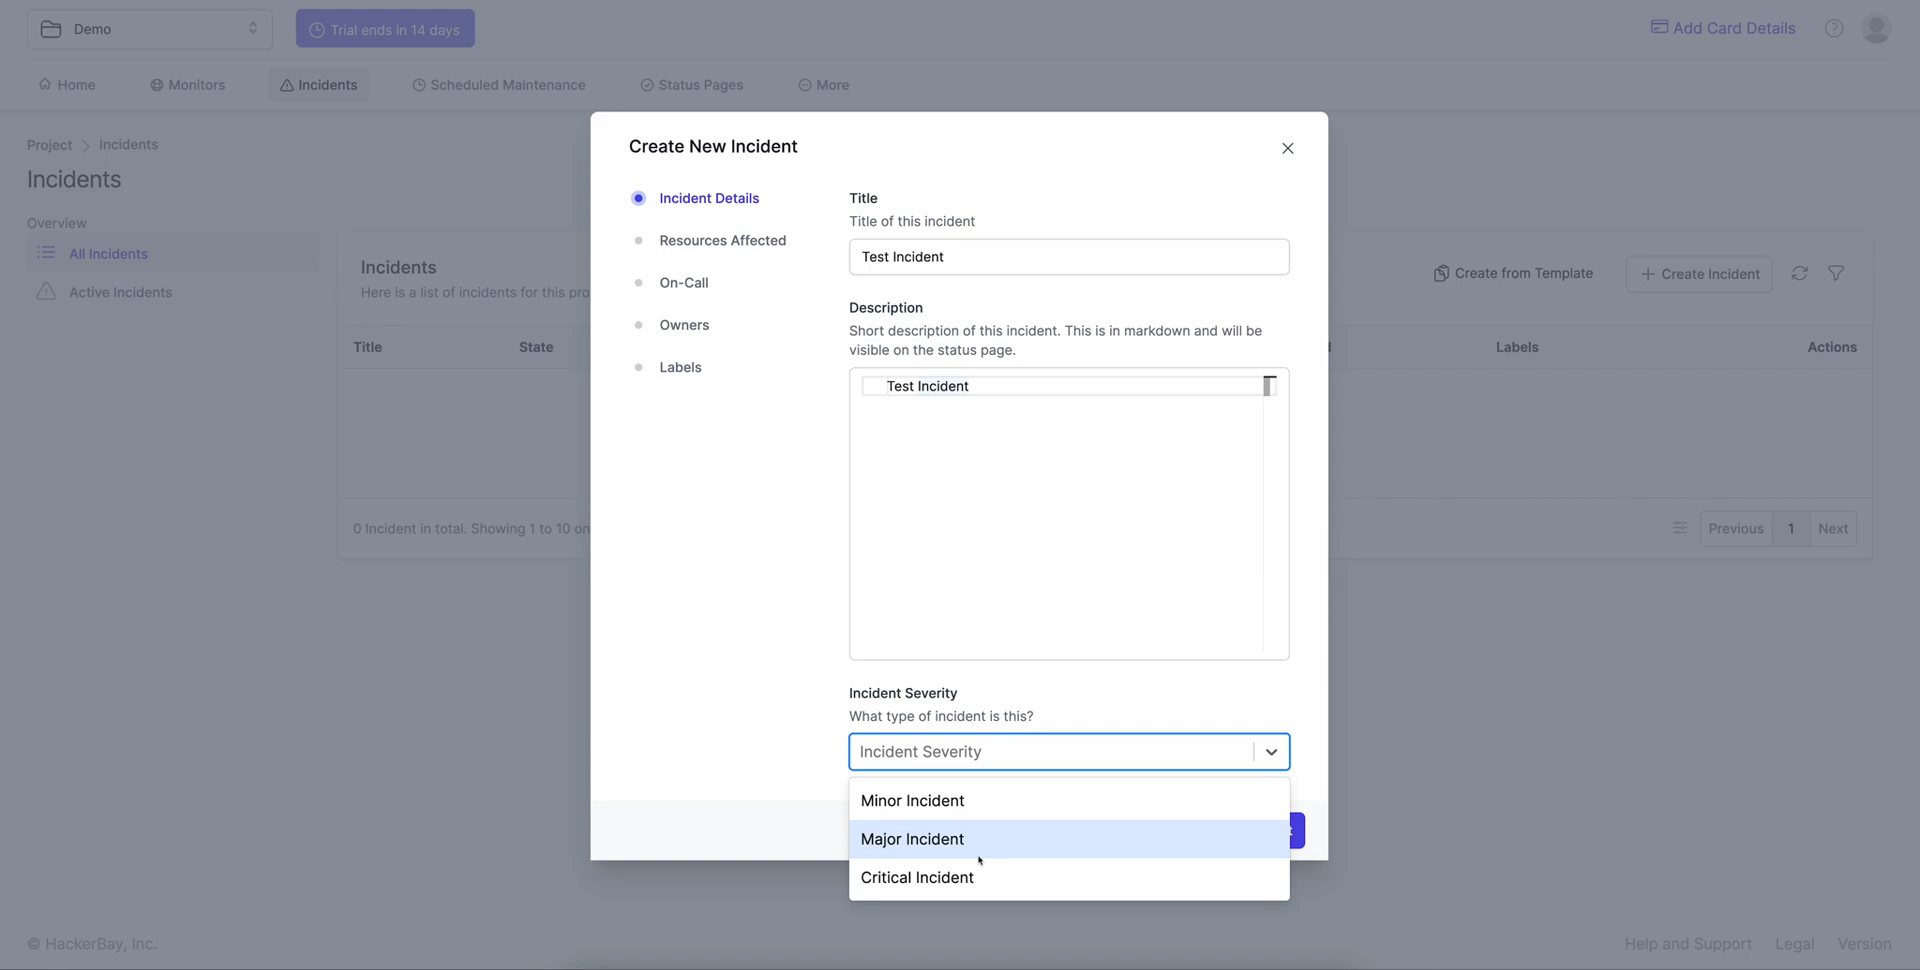 Demo
Trial ends in 14 days
Add Card Details
Home
Monitors
Incidents
Scheduled Maintenance
Status Pages
More
Project
Incidents
Incidents
Overview
All Incidents
Active Incidents
Incidents
Here is a list of incidents for this
Create from Template
Create Incident
Title
State
Labels
Actions
0 Incident in total. Showing 1 to 10
Previous
1
Next
Create New Incident
Incident Details
Resources Affected
On-Call
Owners
Labels
Title
Title of this incident
Test Incident
Description
Short description of this incident. This is in markdown and will be
visible on the status page.
Test Incident
Incident Severity
What type of incident is this?
Incident Severity
Minor Incident
Major Incident
Critical Incident
© HackerBay, Inc.
Help and Support
Legal
Version